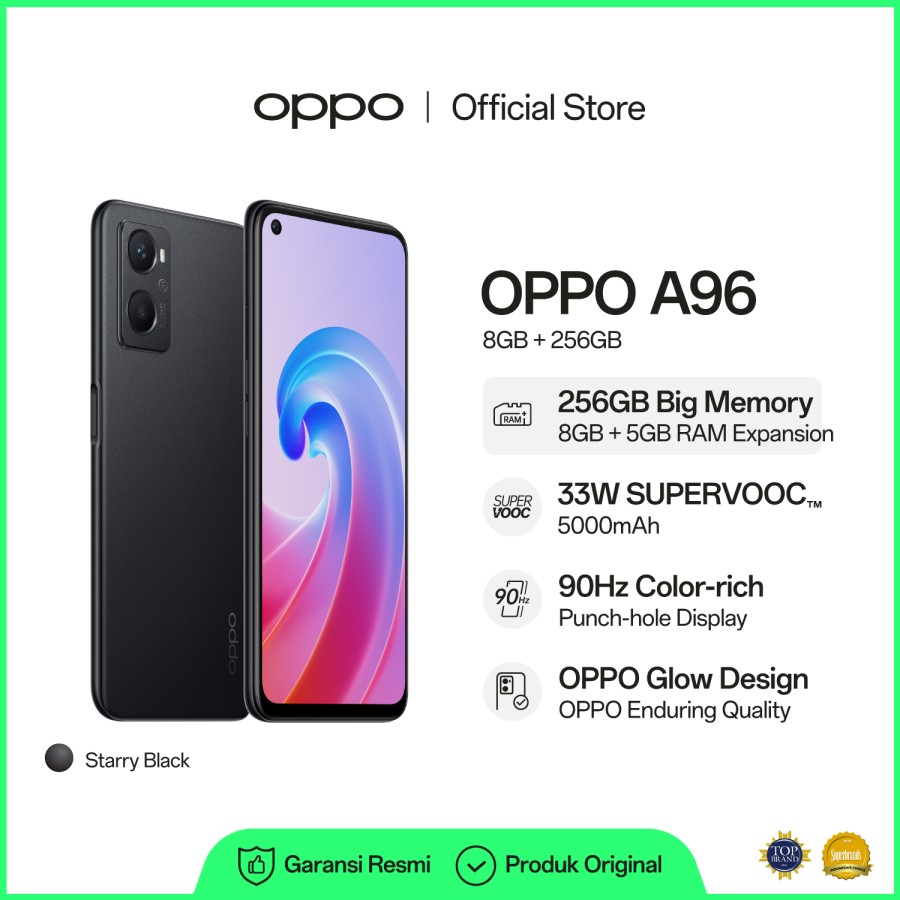 oppo | Official Store
OPPO A96
8GB + 256GB
RAM+
256GB Big Memory
8GB + 5GB RAM Expansion
SUPER
VOOC
33W SUPERVOOC™
5000mAh
90Hz
90Hz Color-rich
Punch-hole Display
OPPO Glow Design
OPPO Enduring Quality
oppo
Starry Black
Garansi Resmi
Produk Original
TOP
BRAND
Superbrands